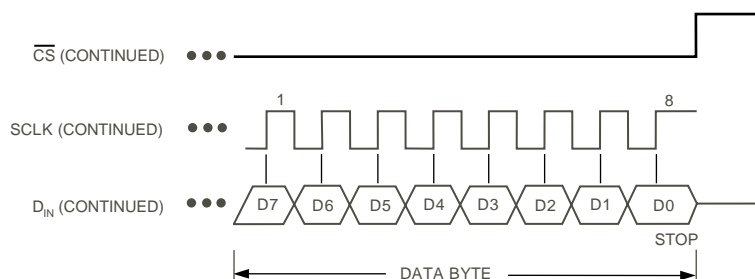 CS (CONTINUED)
1 8
SCLK (CONTINUED)
DIN (CONTINUED) D7 D6 D5 D4 D3 D2 D1 D0
STOP
DATA BYTE